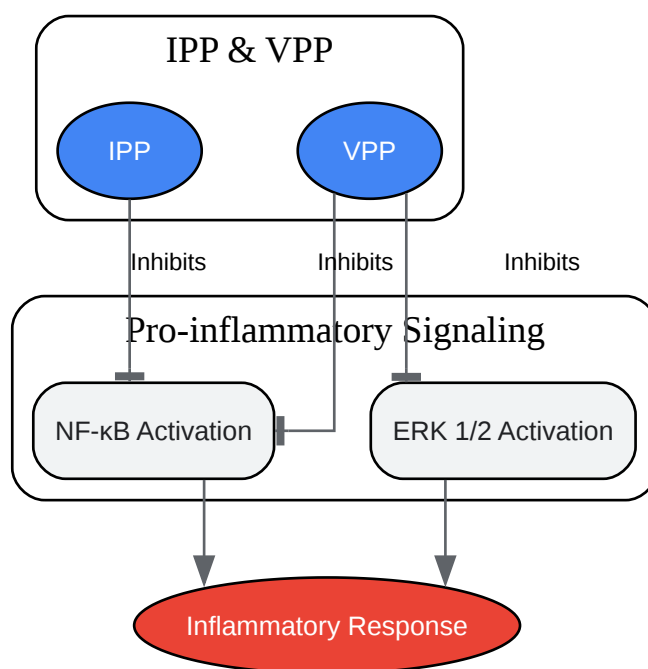 IPP & VPP
IPP
VPP
Inhibits
Inhibits
Inhibits
Pro-inflammatory Signaling
NF-κB Activation
ERK 1/2 Activation
Inflammatory Response